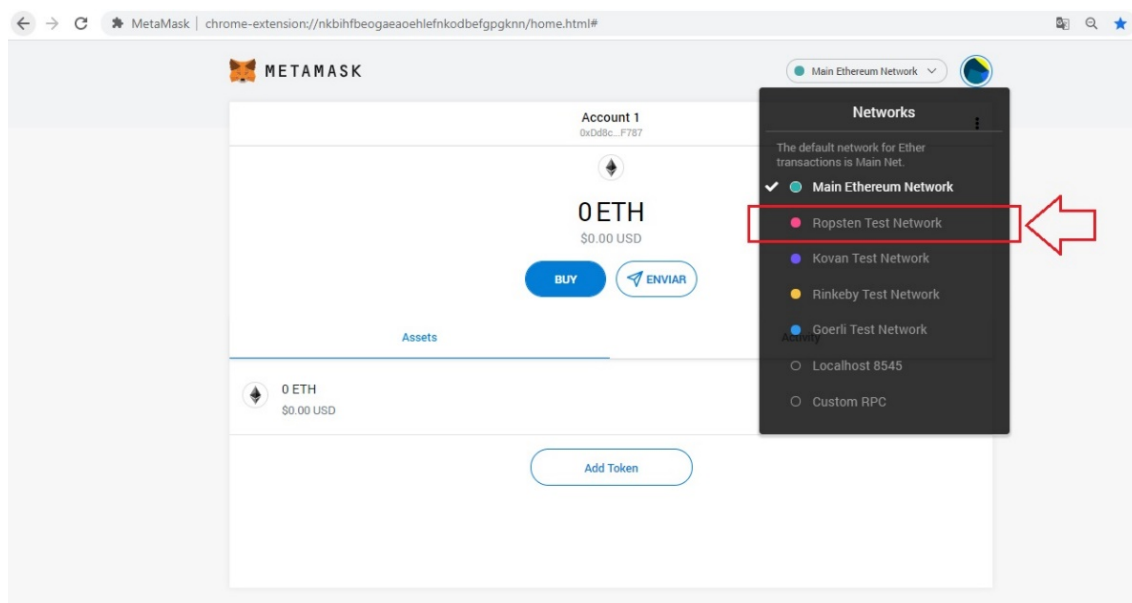 MetaMask | chrome-extension://nkbihfbeogaeaoehlefnkodbefgpgknn/home.html#
METAMASK
Main Ethereum Network
Account 1
0xDd8c...F787
0 ETH
$0.00 USD
BUY
ENVIAR
Assets
Activity
0 ETH
$0.00 USD
Add Token
Networks
The default network for Ether
transactions is Main Net.
Main Ethereum Network
Ropsten Test Network
Kovan Test Network
Rinkeby Test Network
Goerli Test Network
Localhost 8545
Custom RPC